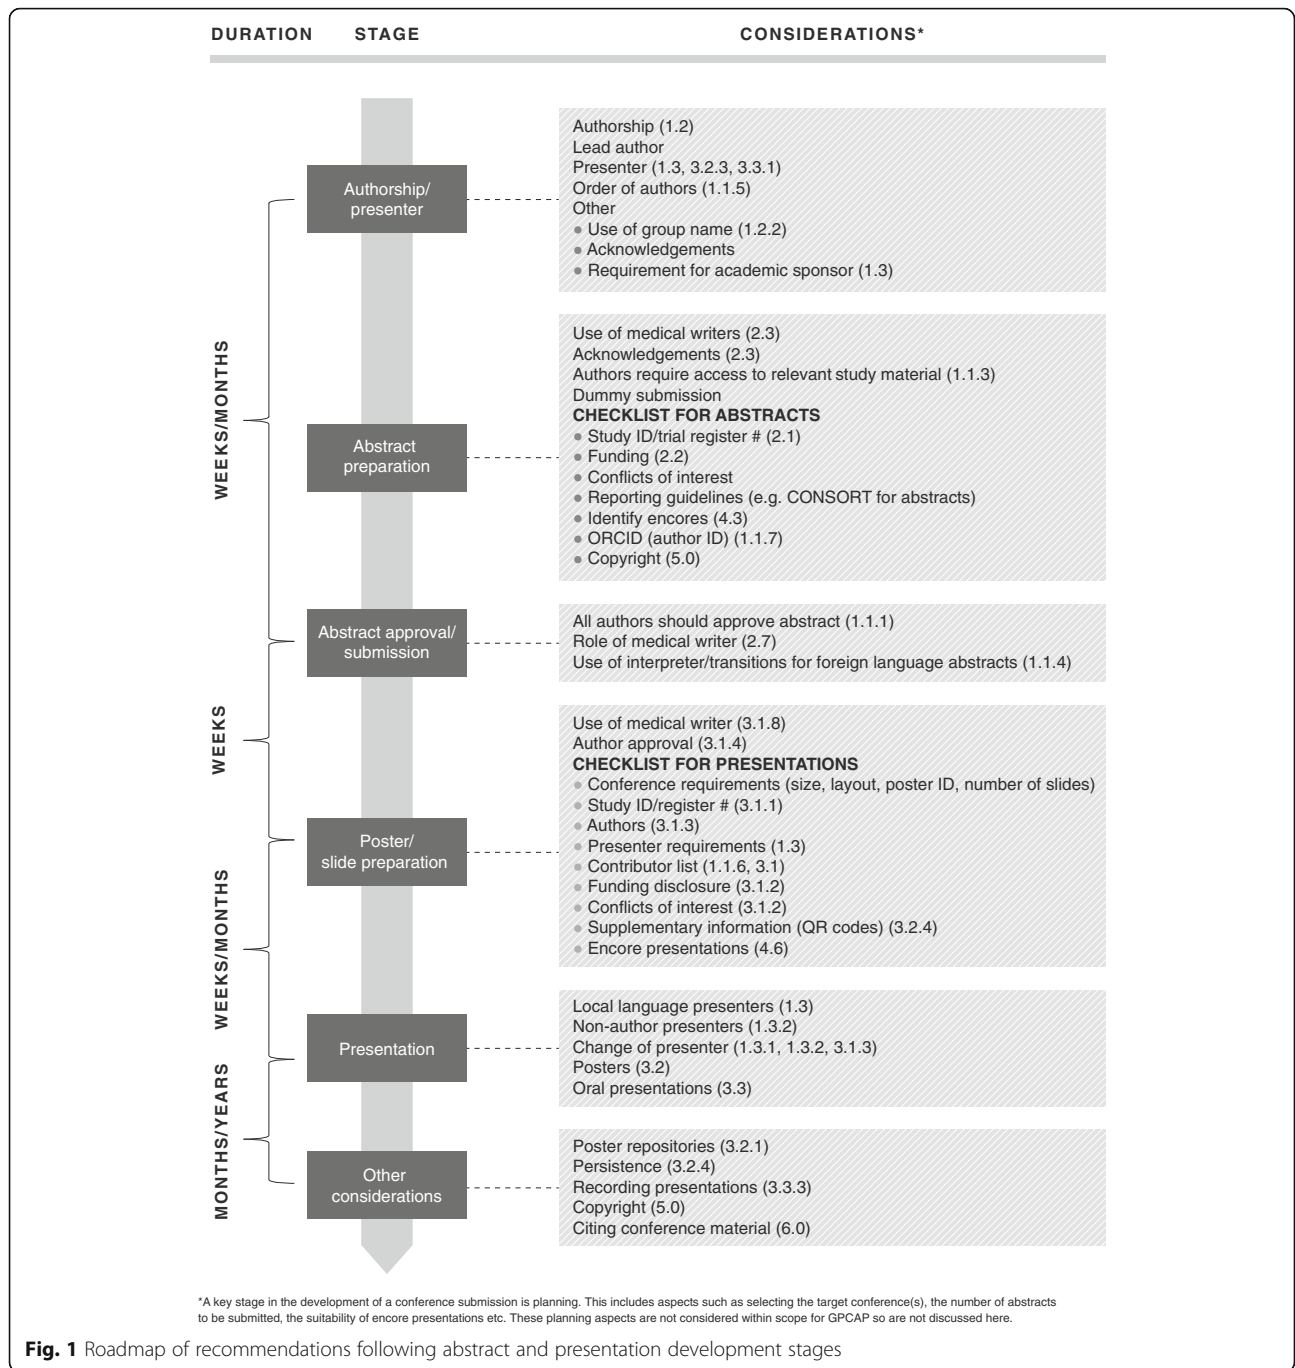 DURATION STAGE CONSIDERATIONS*
WEEKS/MONTHS
WEEKS
WEEKS/MONTHS
MONTHS/YEARS
Authorship/
presenter
Authorship (1.2)
Lead author
Presenter (1.3, 3.2.3, 3.3.1)
Order of authors (1.1.5)
Other
• Use of group name (1.2.2)
• Acknowledgements
• Requirement for academic sponsor (1.3)
Abstract
preparation
Use of medical writers (2.3)
Acknowledgements (2.3)
Authors require access to relevant study material (1.1.3)
Dummy submission
CHECKLIST FOR ABSTRACTS
• Study ID/trial register # (2.1)
• Funding (2.2)
• Conflicts of interest
• Reporting guidelines (e.g. CONSORT for abstracts)
• Identify encores (4.3)
• ORCID (author ID) (1.1.7)
• Copyright (5.0)
Abstract approval/
submission
All authors should approve abstract (1.1.1)
Role of medical writer (2.7)
Use of interpreter/transitions for foreign language abstracts (1.1.4)
Poster/
slide preparation
Use of medical writer (3.1.8)
Author approval (3.1.4)
CHECKLIST FOR PRESENTATIONS
• Conference requirements (size, layout, poster ID, number of slides)
• Study ID/register # (3.1.1)
• Authors (3.1.3)
• Presenter requirements (1.3)
• Contributor list (1.1.6, 3.1)
• Funding disclosure (3.1.2)
• Conflicts of interest (3.1.2)
• Supplementary information (QR codes) (3.2.4)
• Encore presentations (4.6)
Presentation
Local language presenters (1.3)
Non-author presenters (1.3.2)
Change of presenter (1.3.1, 1.3.2, 3.1.3)
Posters (3.2)
Oral presentations (3.3)
Other
considerations
Poster repositories (3.2.1)
Persistence (3.2.4)
Recording presentations (3.3.3)
Copyright (5.0)
Citing conference material (6.0)
*A key stage in the development of a conference submission is planning. This includes aspects such as selecting the target conference(s), the number of abstracts
to be submitted, the suitability of encore presentations etc. These planning aspects are not considered within scope for GPCAP so are not discussed here.
Fig. 1 Roadmap of recommendations following abstract and presentation development stages